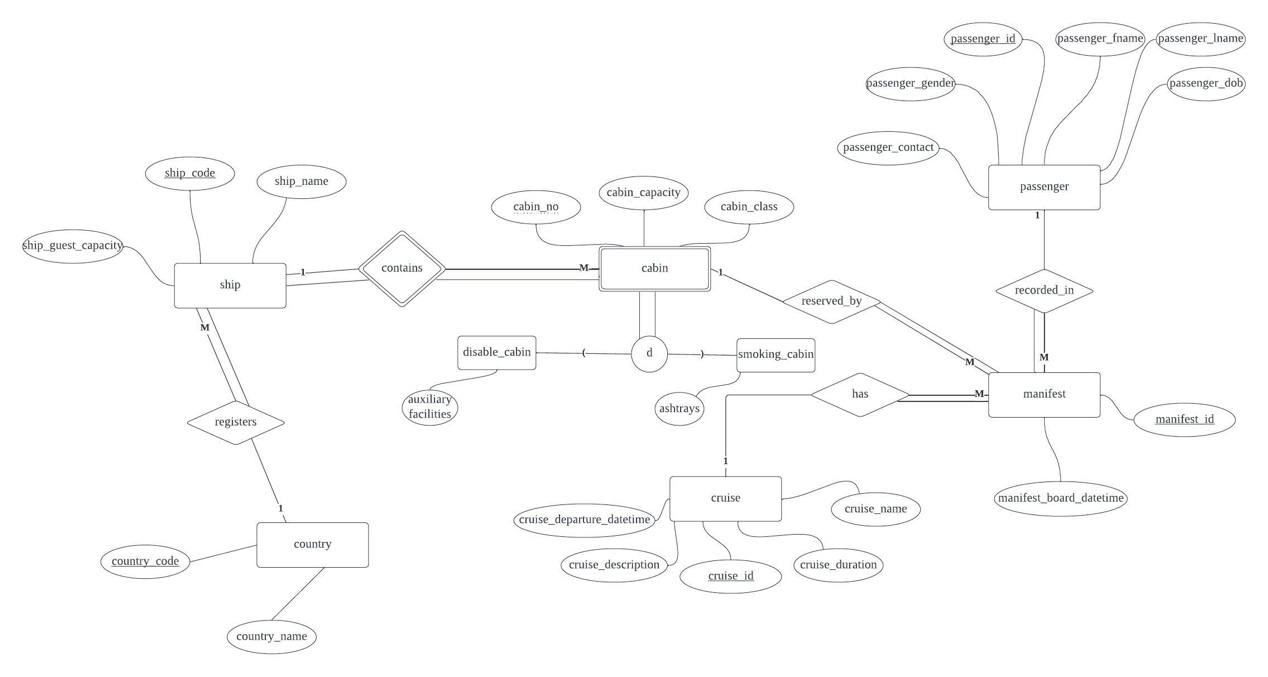 passenger_id
passenger_fname
passenger_lname
passenger_gender
passenger_dob
passenger_contact
passenger
1
ship_code
ship_name
ship_guest_capacity
ship
1
contains
M
cabin_no
cabin_capacity
cabin_class
cabin
1
reserved_by
M
recorded_in
M
M
disable_cabin
(
d
)
smoking_cabin
auxiliary
facilities
ashtrays
has
M
manifest
manifest_id
manifest_board_datetime
registers
1
country
country_code
country_name
1
cruise
cruise_departure_datetime
cruise_name
cruise_description
cruise_id
cruise_duration